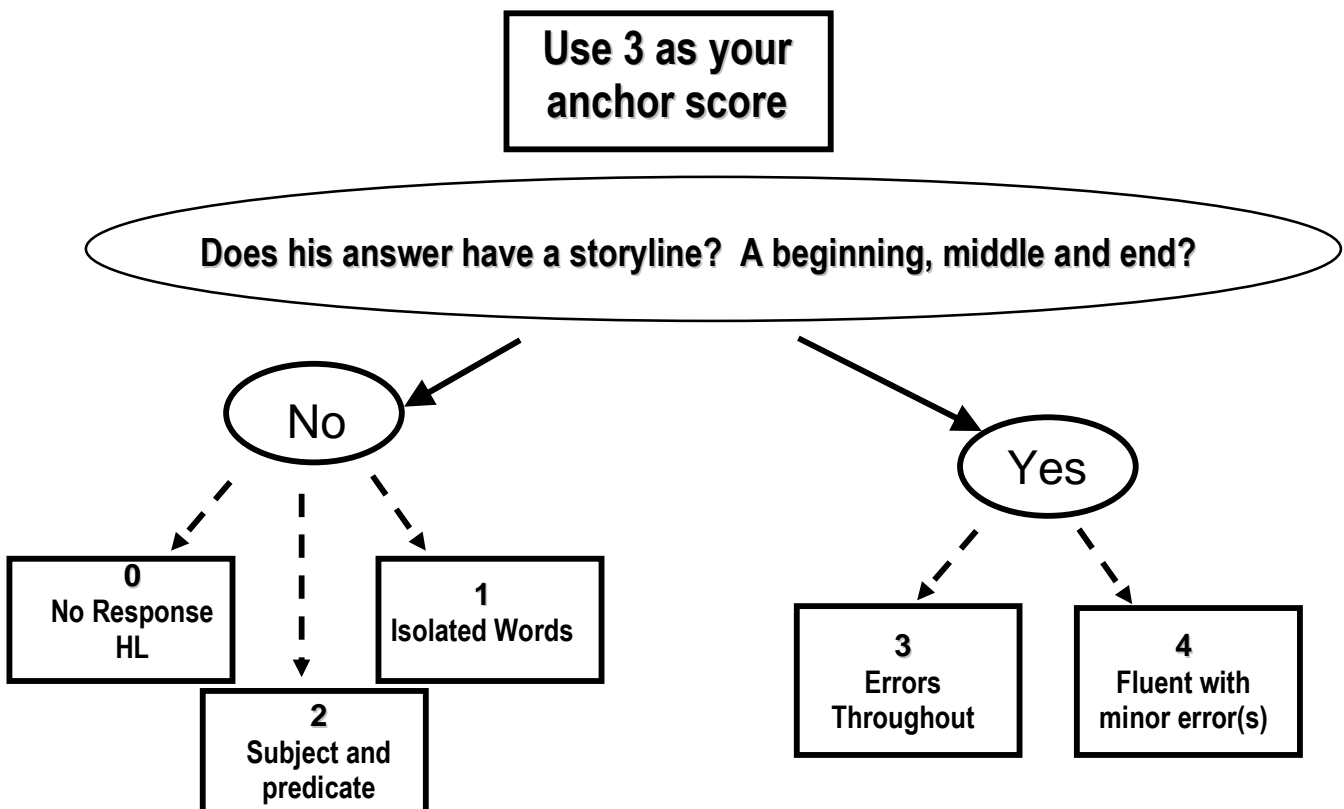 Use 3 as your
anchor score
Does his answer have a storyline? A beginning, middle and end?
No
Yes
0
No Response
HL
1
Isolated Words
2
Subject and
predicate
3
Errors
Throughout
4
Fluent with
minor error(s)